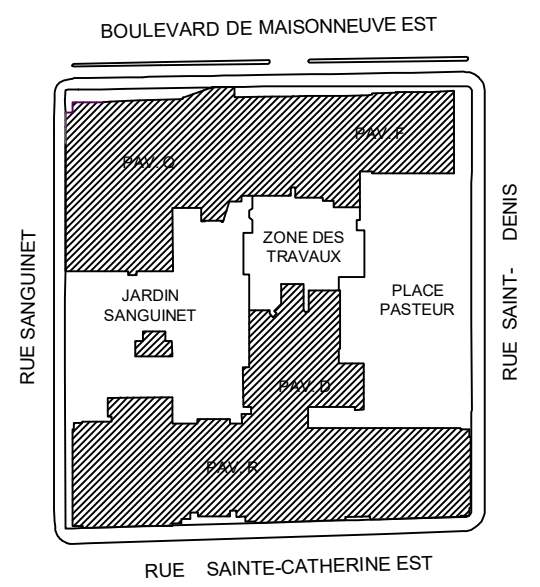 BOULEVARD DE MAISONNEUVE EST
PAV. O
PAV. F
RUE SANGUINET
ZONE DES
TRAVAUX
RUE SAINT- DENIS
JARDIN
SANGUINET
PLACE
PASTEUR
PAV. D
PAV. R
RUE SAINTE-CATHERINE EST